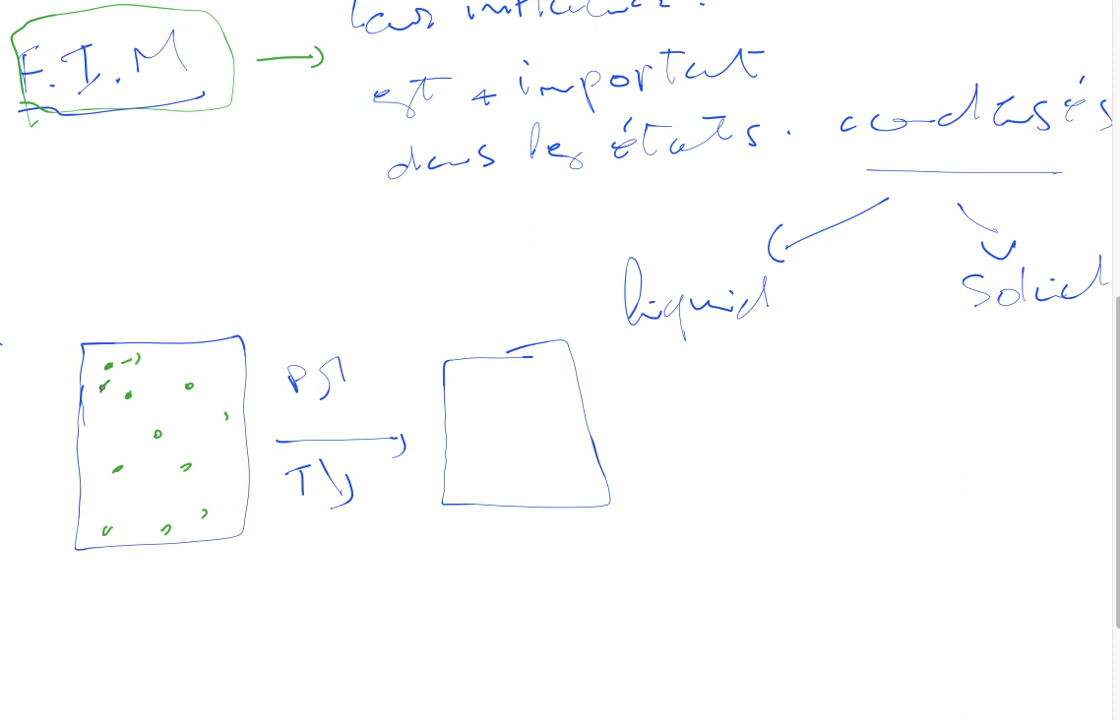 F.I.M →
est + important
dans les états. condensés
liquid
Solid
P ↗
T ↘